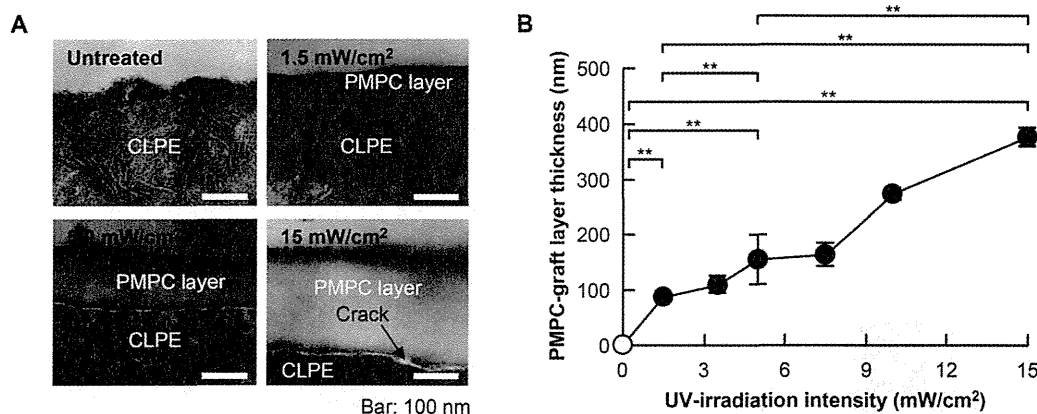 A
Untreated
CLPE
1.5 mW/cm²
PMPC layer
CLPE
mW/cm²
PMPC layer
CLPE
15 mW/cm²
PMPC layer
Crack
CLPE
Bar: 100 nm
B
**
**
**
**
**
**
PMPC-graft layer thickness (nm)
500
400
300
200
100
0
0 3 6 9 12 15
UV-irradiation intensity (mW/cm²)